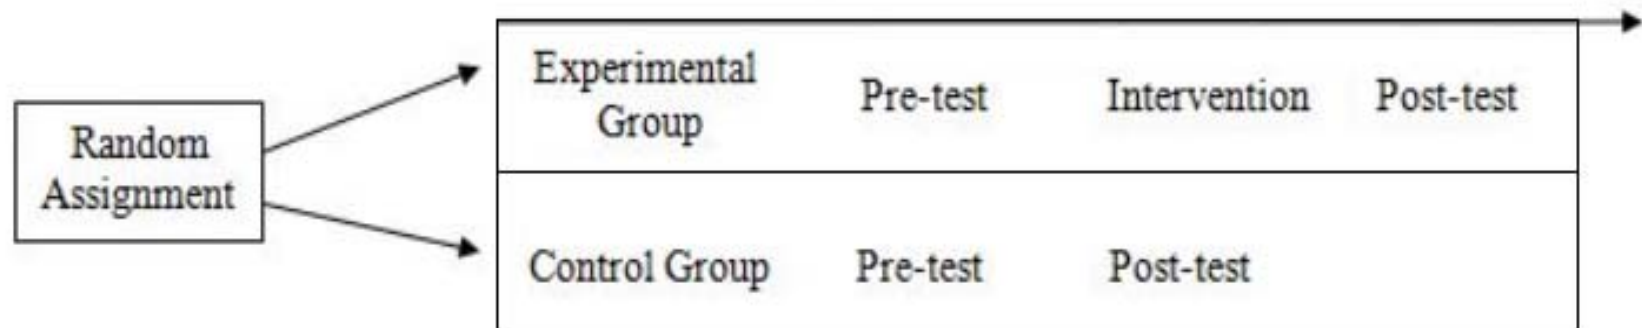 Random
Assignment
Experimental
Group
Pre-test
Intervention
Post-test
Control Group
Pre-test
Post-test